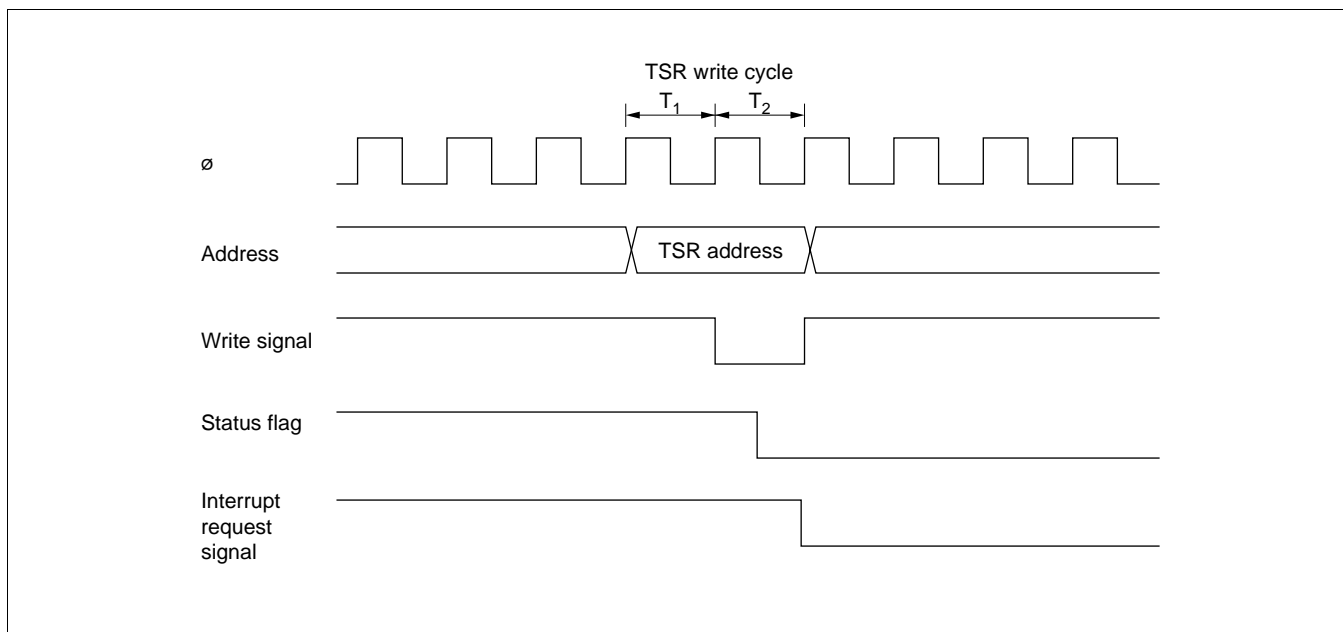 TSR write cycle
T1 T2
ø
Address
TSR address
Write signal
Status flag
Interrupt
request
signal